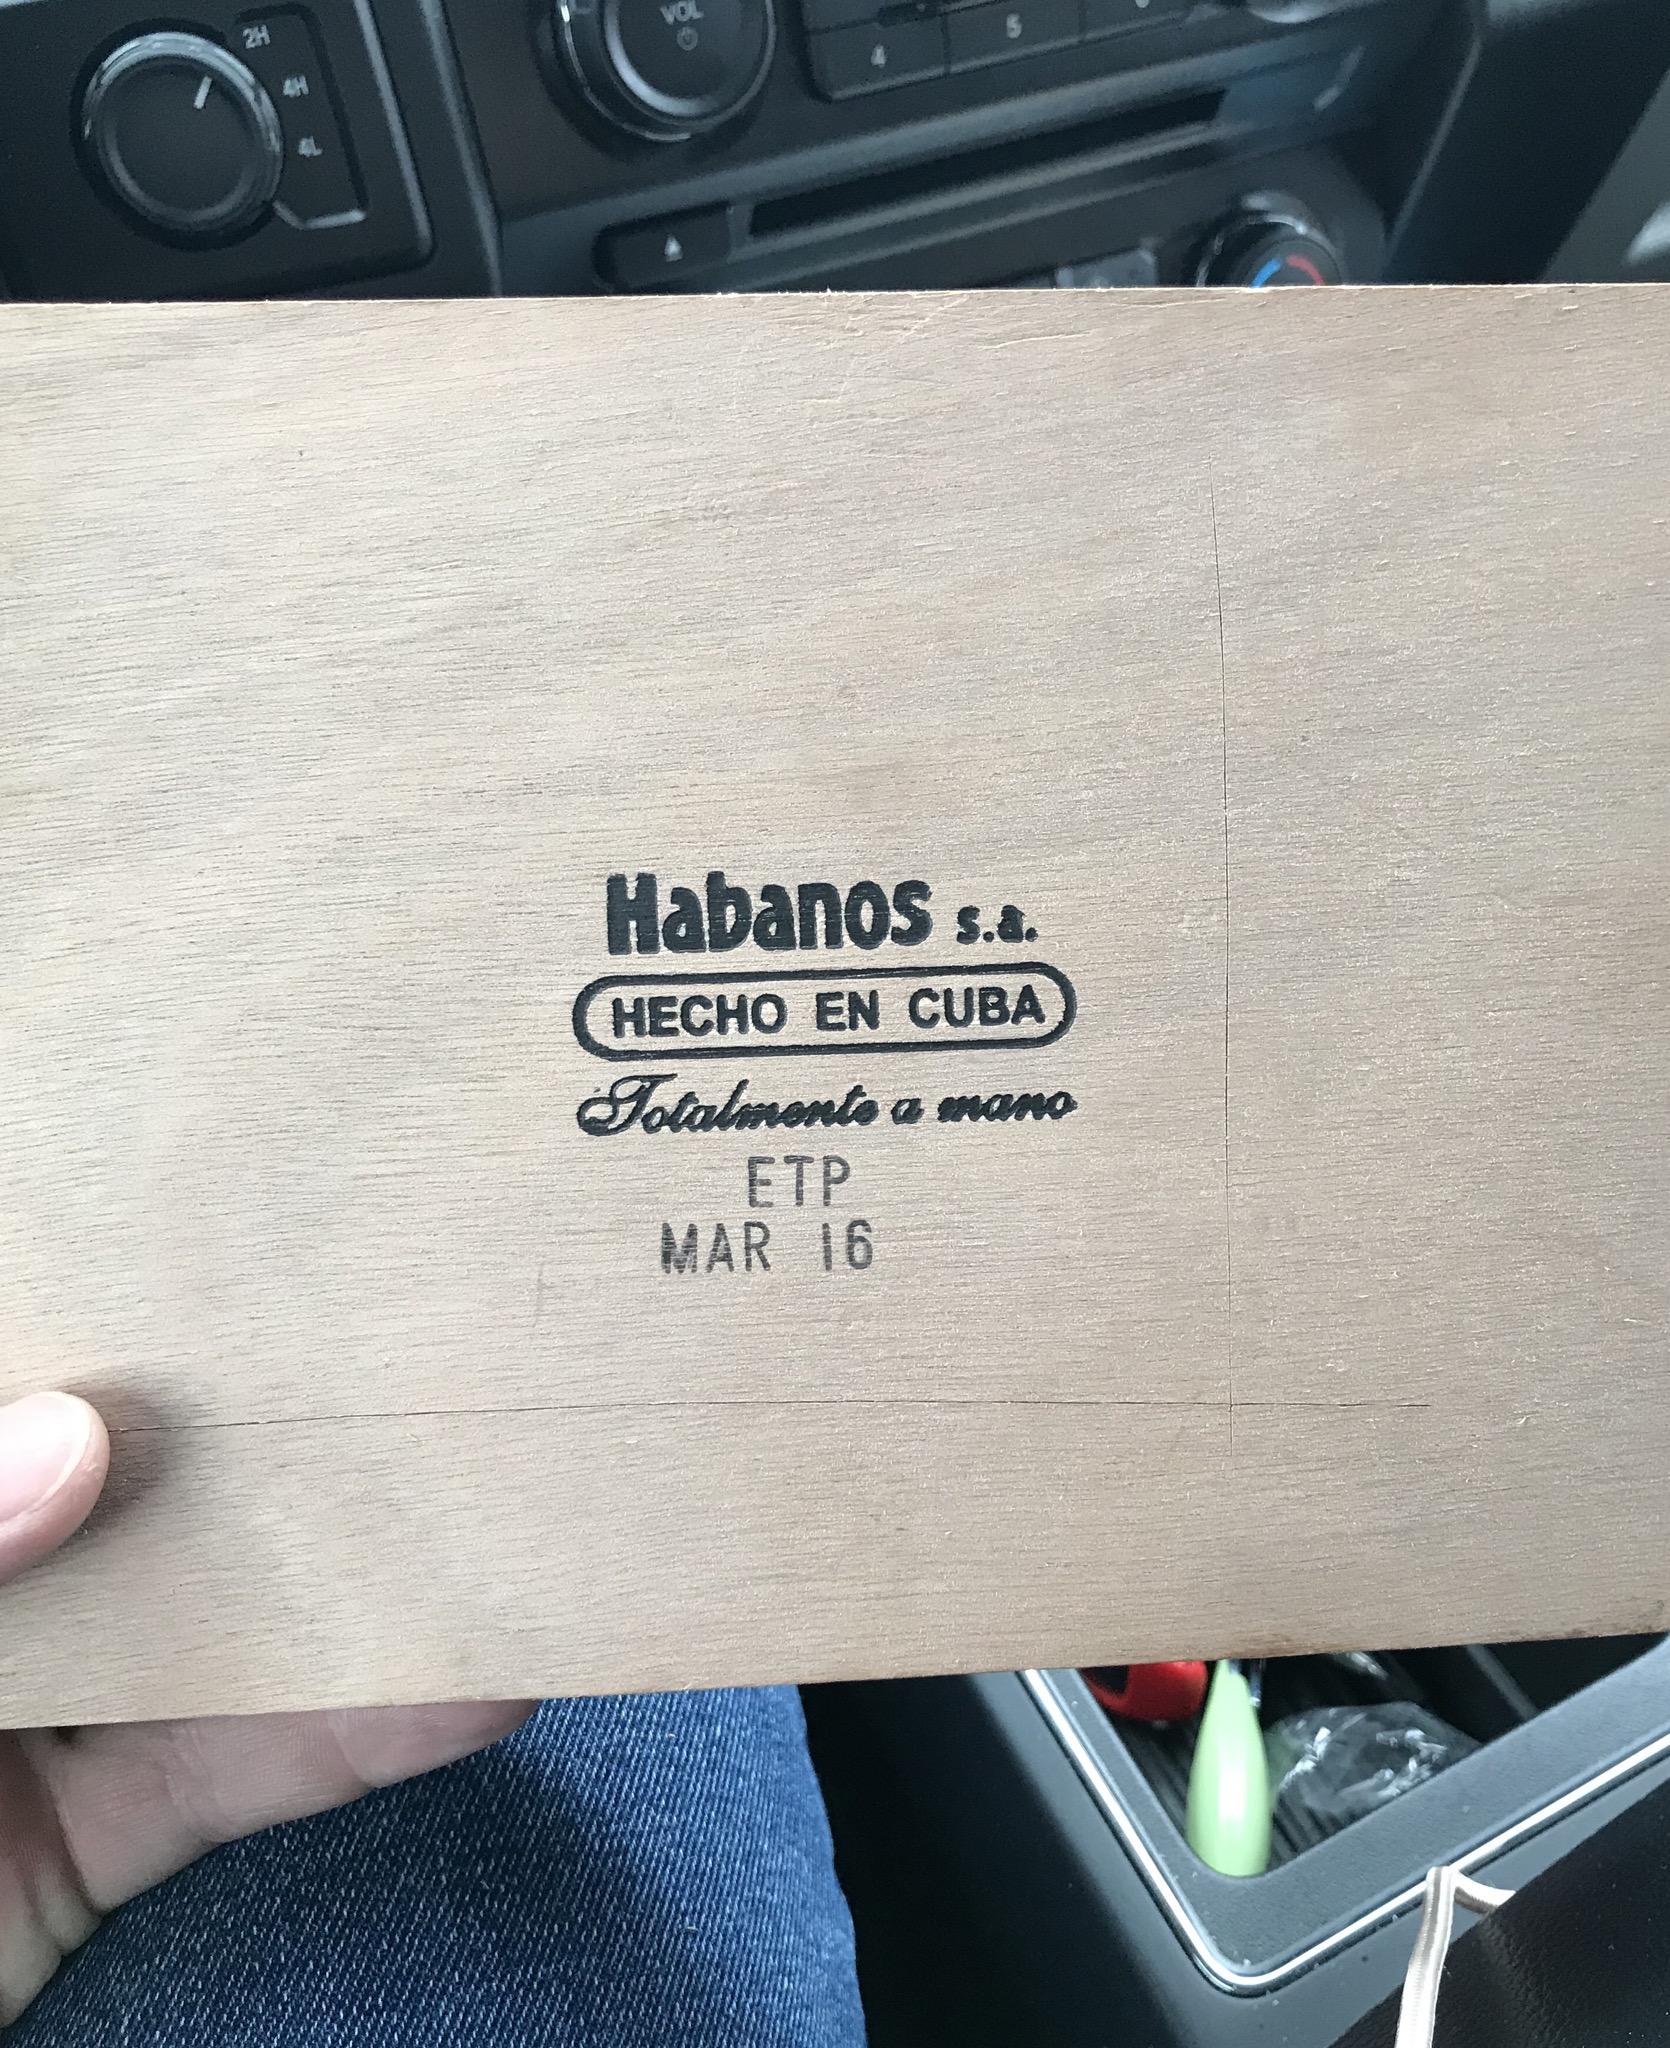 2H
4H
4L
VOL
4
5
Habanos s.a.
HECHO EN CUBA
Totalmente a mano
ETP
MAR 16